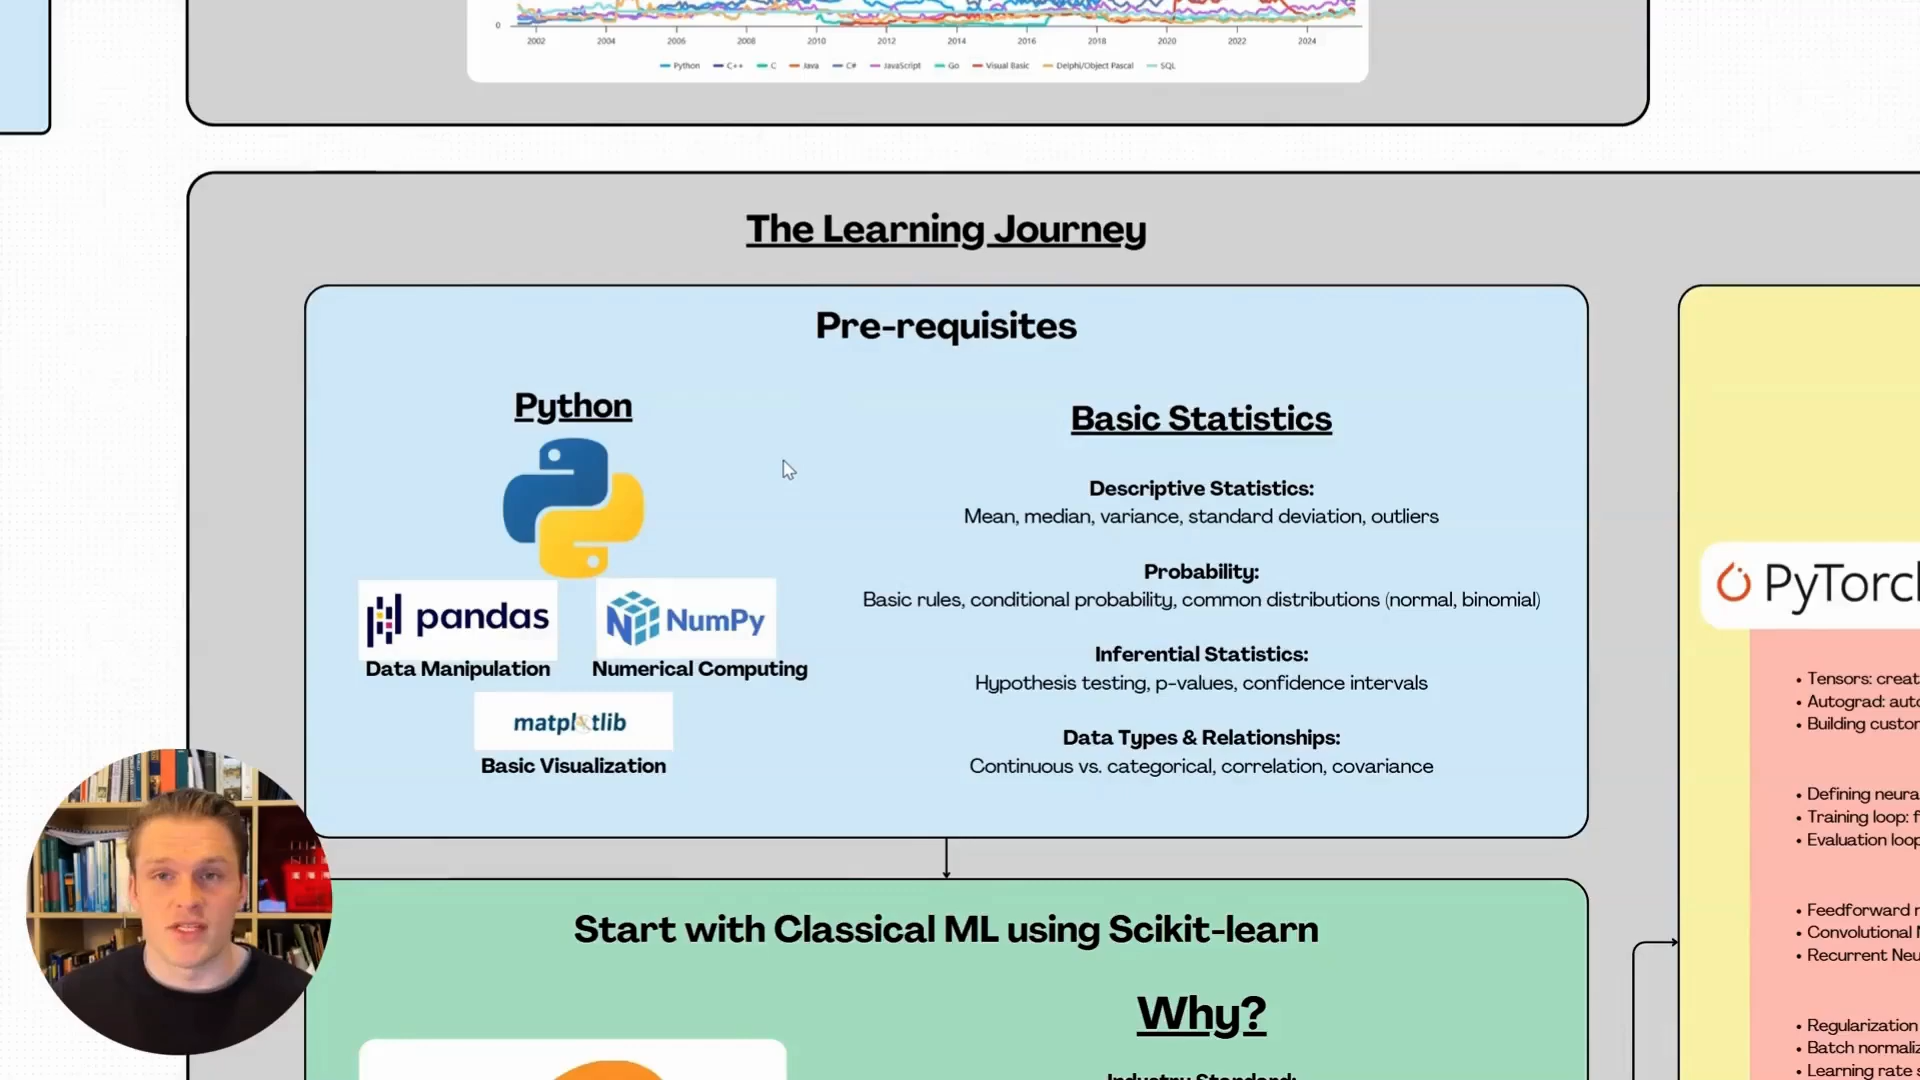 0
2002 2004 2006 2008 2010 2012 2014 2016 2018 2020 2022 2024
Python C++ C Java C# JavaScript Go Visual Basic Delphi/Object Pascal SQL
The Learning Journey
Pre-requisites
Python
pandas
Data Manipulation
NumPy
Numerical Computing
matplotlib
Basic Visualization
Basic Statistics
Descriptive Statistics:
Mean, median, variance, standard deviation, outliers
Probability:
Basic rules, conditional probability, common distributions (normal, binomial)
Inferential Statistics:
Hypothesis testing, p-values, confidence intervals
Data Types & Relationships:
Continuous vs. categorical, correlation, covariance
Start with Classical ML using Scikit-learn
Why?
Industry Standard:
PyTorc
• Tensors: creat
• Autograd: auto
• Building custo
• Defining neura
• Training loop: f
• Evaluation loop
• Feedforward
• Convolutional
• Recurrent Neu
• Regularization
• Batch normaliz
• Learning rate